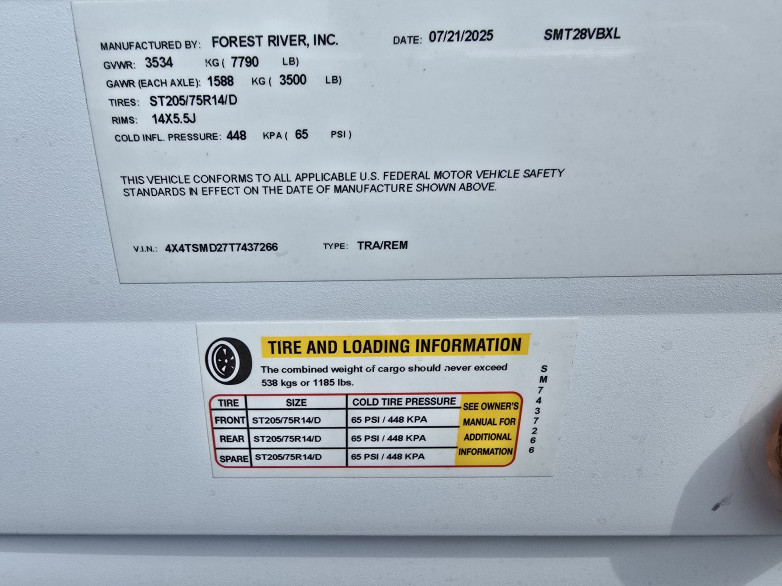 MANUFACTURED BY: FOREST RIVER, INC. DATE: 07/21/2025 SMT28VBXL
GVWR: 3534 KG ( 7790 LB)
GAWR (EACH AXLE): 1588 KG ( 3500 LB)
TIRES: ST205/75R14/D
RIMS: 14X5.5J
COLD INFL. PRESSURE: 448 KPA ( 65 PSI )
THIS VEHICLE CONFORMS TO ALL APPLICABLE U.S. FEDERAL MOTOR VEHICLE SAFETY
STANDARDS IN EFFECT ON THE DATE OF MANUFACTURE SHOWN ABOVE.
V.I.N.: 4X4TSMD27T7437266 TYPE: TRA/REM
TIRE AND LOADING INFORMATION
The combined weight of cargo should never exceed
538 kgs or 1185 lbs.
TIRE SIZE COLD TIRE PRESSURE
FRONT ST205/75R14/D 65 PSI / 448 KPA
REAR ST205/75R14/D 65 PSI / 448 KPA
SPARE ST205/75R14/D 65 PSI / 448 KPA
SEE OWNER'S
MANUAL FOR
ADDITIONAL
INFORMATION
SM7437266